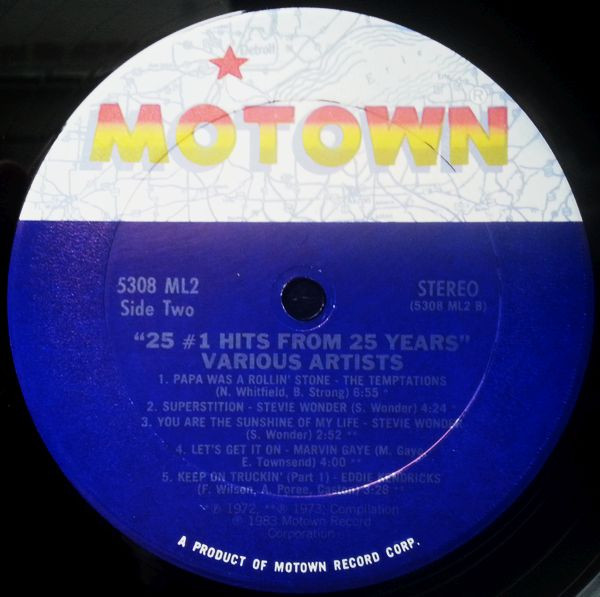 Detroit
Erie
MOTOWN®
5308 ML2
STEREO
Side Two
(5308 ML2 B)
"25 #1 HITS FROM 25 YEARS"
VARIOUS ARTISTS
1. PAPA WAS A ROLLIN' STONE - THE TEMPTATIONS
(N. Whitfield, B. Strong) 6:55 *
2. SUPERSTITION - STEVIE WONDER (S. Wonder) 4:24 *
3. YOU ARE THE SUNSHINE OF MY LIFE - STEVIE WONDER
(S. Wonder) 2:52 **
4. LET'S GET IT ON - MARVIN GAYE (M. Gaye,
E. Townsend) 4:00 **
5. KEEP ON TRUCKIN' (Part 1) - EDDIE KENDRICKS
(F. Wilson, A. Poree, Caston) 3:28 **
*℗ 1972, **℗ 1973; Compilation
℗ 1983 Motown Record
Corporation
A PRODUCT OF MOTOWN RECORD CORP.